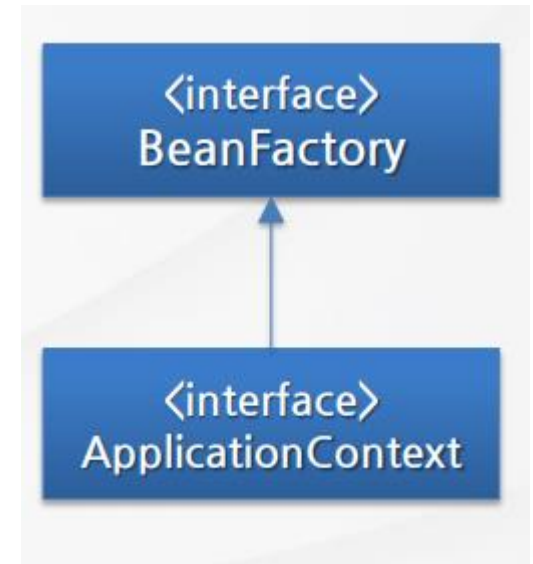 <interface>
BeanFactory
<interface>
ApplicationContext